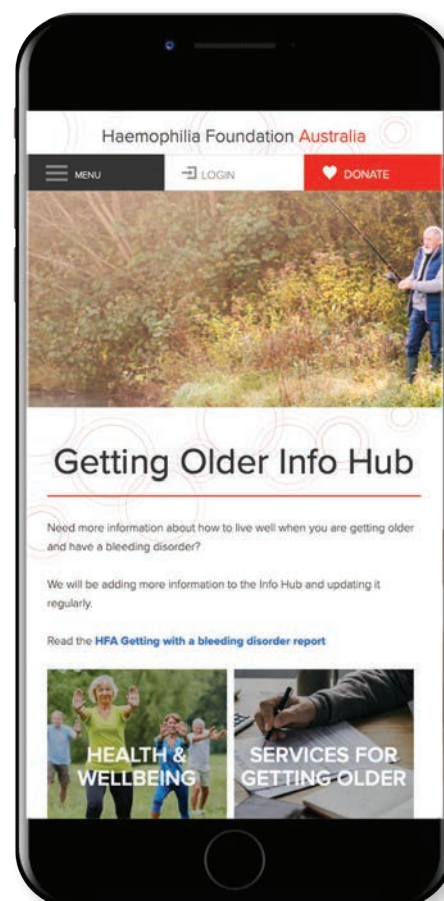 Haemophilia Foundation Australia
MENU
LOGIN
DONATE
Getting Older Info Hub
Need more information about how to live well when you are getting older
and have a bleeding disorder?
We will be adding more information to the Info Hub and updating it
regularly.
Read the HFA Getting with a bleeding disorder report
HEALTH &
WELLBEING
SERVICES FOR
GETTING OLDER